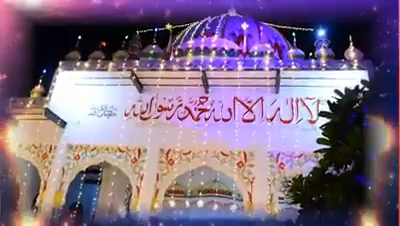 لا اله الا الله محمد رسول الله